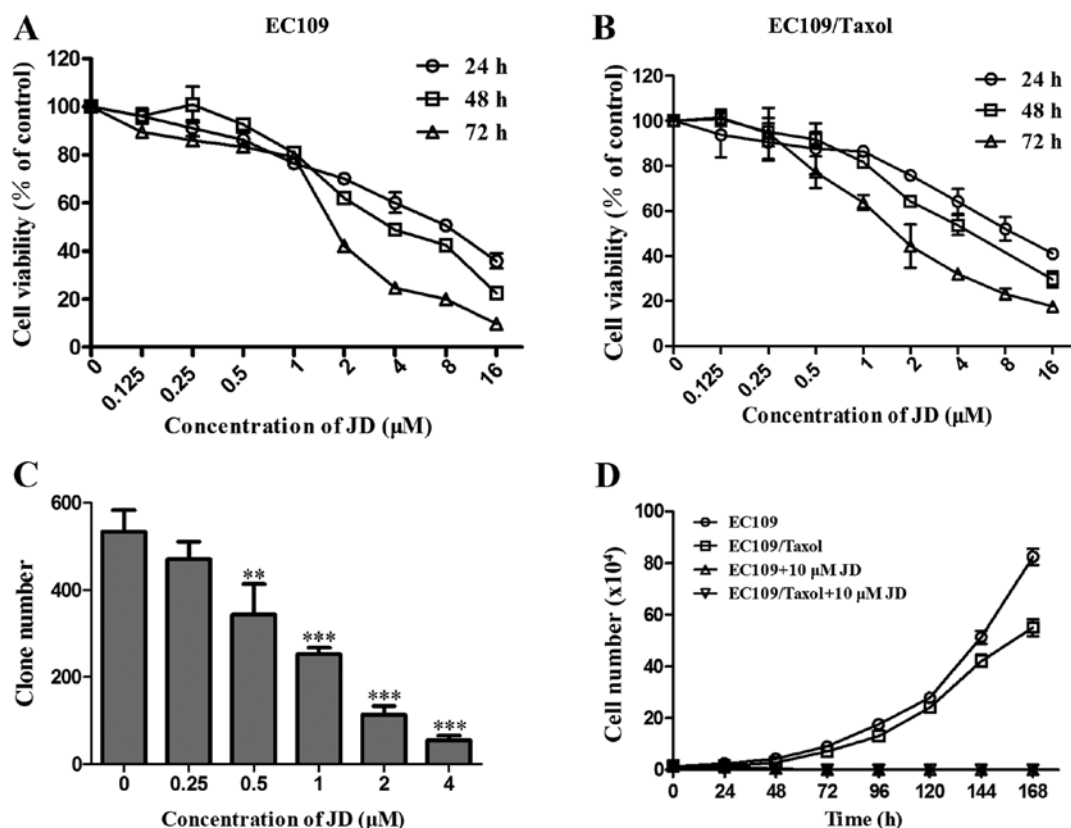 A
EC109
120
100
80
60
40
20
0
Cell viability (% of control)
24 h
48 h
72 h
0
0.125
0.25
0.5
1
2
4
8
16
Concentration of JD (μM)
B
EC109/Taxol
120
100
80
60
40
20
0
Cell viability (% of control)
24 h
48 h
72 h
0
0.125
0.25
0.5
1
2
4
8
16
Concentration of JD (μM)
C
600
400
200
0
Clone number
**
***
***
***
0 0.25 0.5 1 2 4
Concentration of JD (μM)
D
100
80
60
40
20
0
Cell number (x10⁴)
EC109
EC109/Taxol
EC109+10 μM JD
EC109/Taxol+10 μM JD
0 24 48 72 96 120 144 168
Time (h)